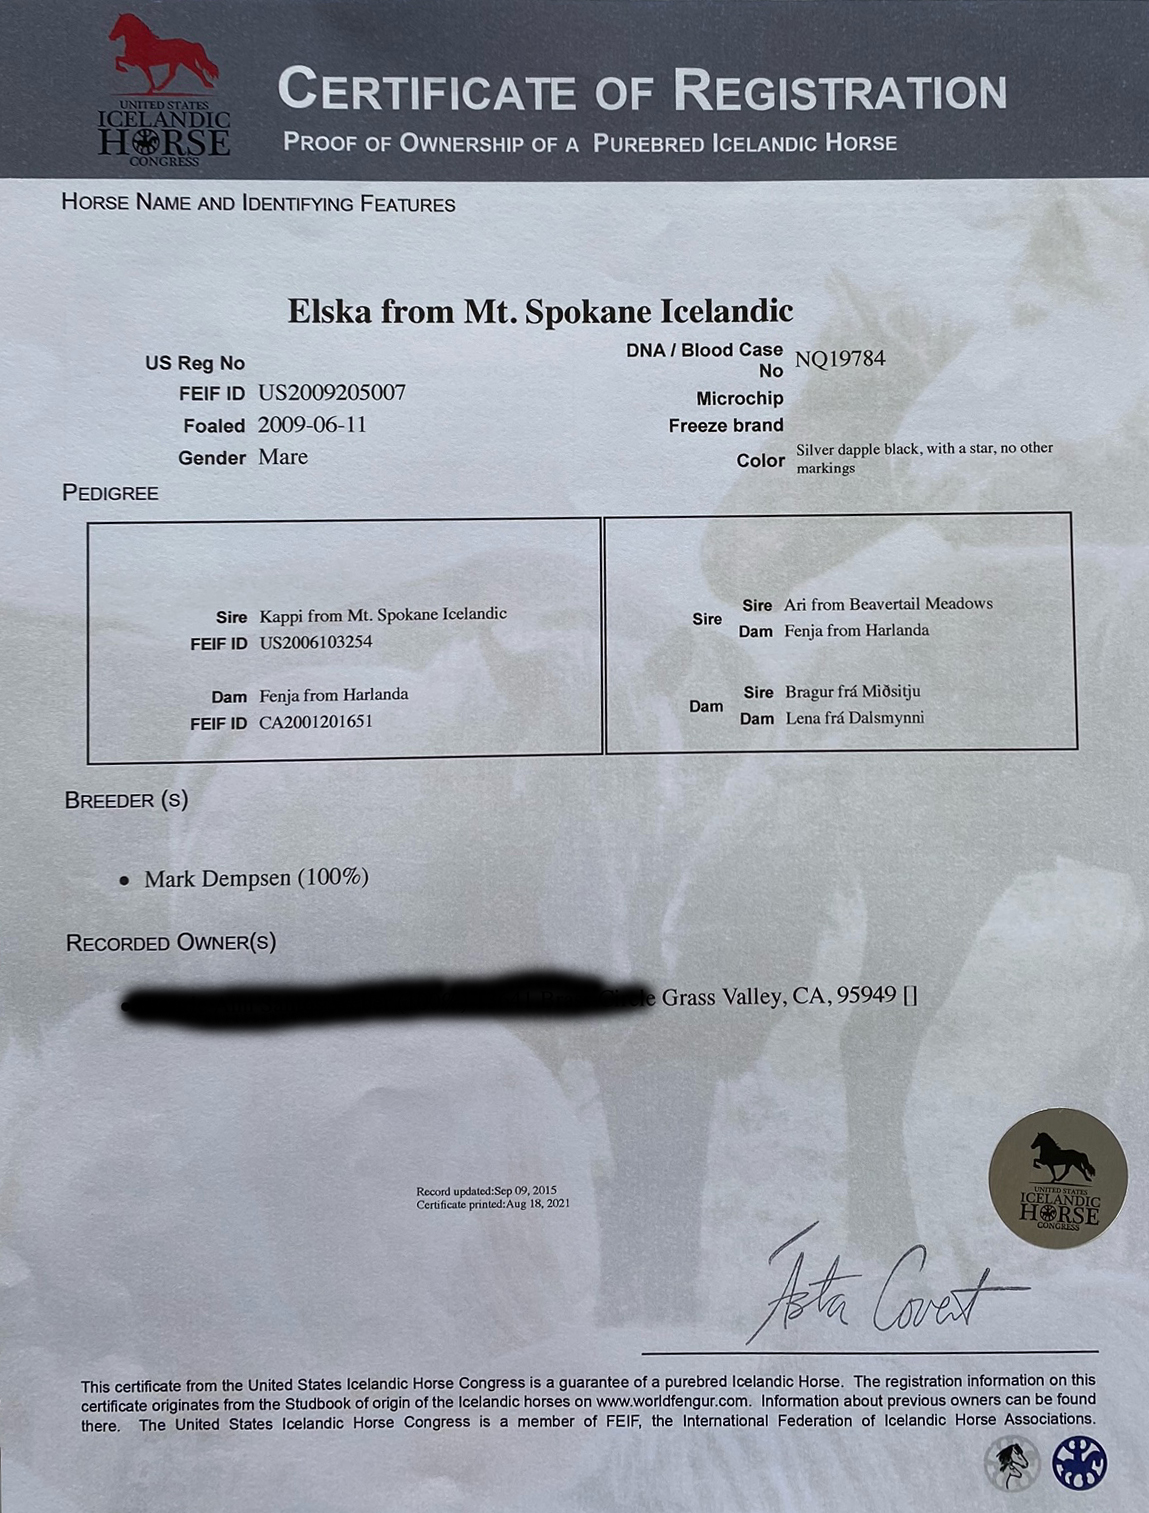 UNITED STATES
ICELANDIC
HORSE
CONGRESS
CERTIFICATE OF REGISTRATION
PROOF OF OWNERSHIP OF A PUREBRED ICELANDIC HORSE
HORSE NAME AND IDENTIFYING FEATURES
Elska from Mt. Spokane Icelandic
US Reg No
FEIF ID US2009205007
Foaled 2009-06-11
Gender Mare
DNA / Blood Case
No NQ19784
Microchip
Freeze brand
Color Silver dapple black, with a star, no other
markings
PEDIGREE
Sire Kappi from Mt. Spokane Icelandic
FEIF ID US2006103254
Dam Fenja from Harlanda
FEIF ID CA2001201651
Sire
Sire Ari from Beavertail Meadows
Dam Fenja from Harlanda
Dam
Sire Bragur frá Miðsitju
Dam Lena frá Dalsmynni
BREEDER (S)
• Mark Dempsen (100%)
RECORDED OWNER(S)
Grass Valley, CA, 95949 []
Record updated:Sep 09, 2015
Certificate printed:Aug 18, 2021
UNITED STATES
ICELANDIC
HORSE
CONGRESS
Asta Covert
This certificate from the United States Icelandic Horse Congress is a guarantee of a purebred Icelandic Horse. The registration information on this
certificate originates from the Studbook of origin of the Icelandic horses on www.worldfengur.com. Information about previous owners can be found
there. The United States Icelandic Horse Congress is a member of FEIF, the International Federation of Icelandic Horse Associations.